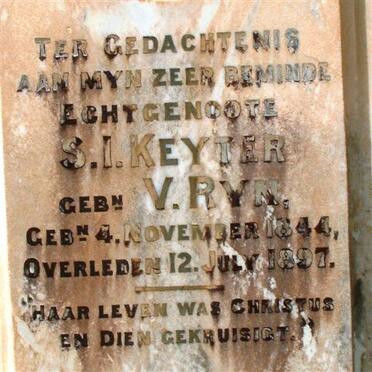 TER GEDACHTENIS
AAN MYN ZEER BEMINDE
ECHTGENOOTE
S.I. KEYTER
GEBN V. RYN,
GEBN 4. NOVEMBER 1844,
OVERLEDEN 12. JULY 1897.
HAAR LEVEN WAS CHRISTUS
EN DIEN GEKRUISIGT.